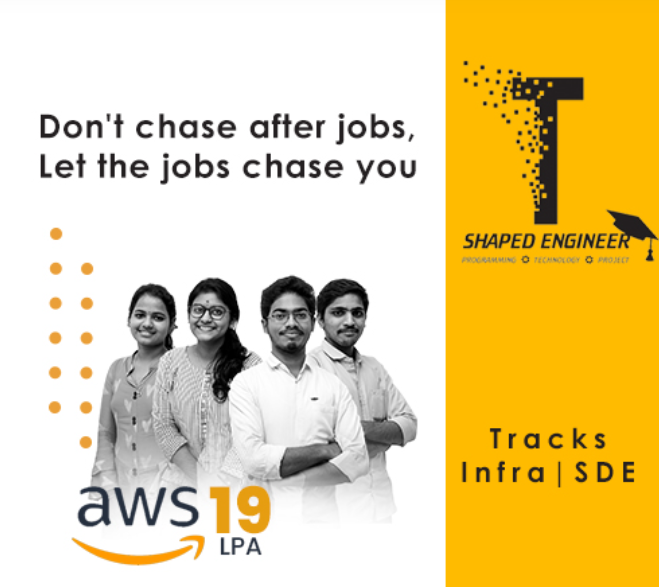 Don't chase after jobs,
Let the jobs chase you
aws 19
LPA
T
SHAPED ENGINEER
PROGRAMMING TECHNOLOGY PROJECT
Tracks
Infra|SDE